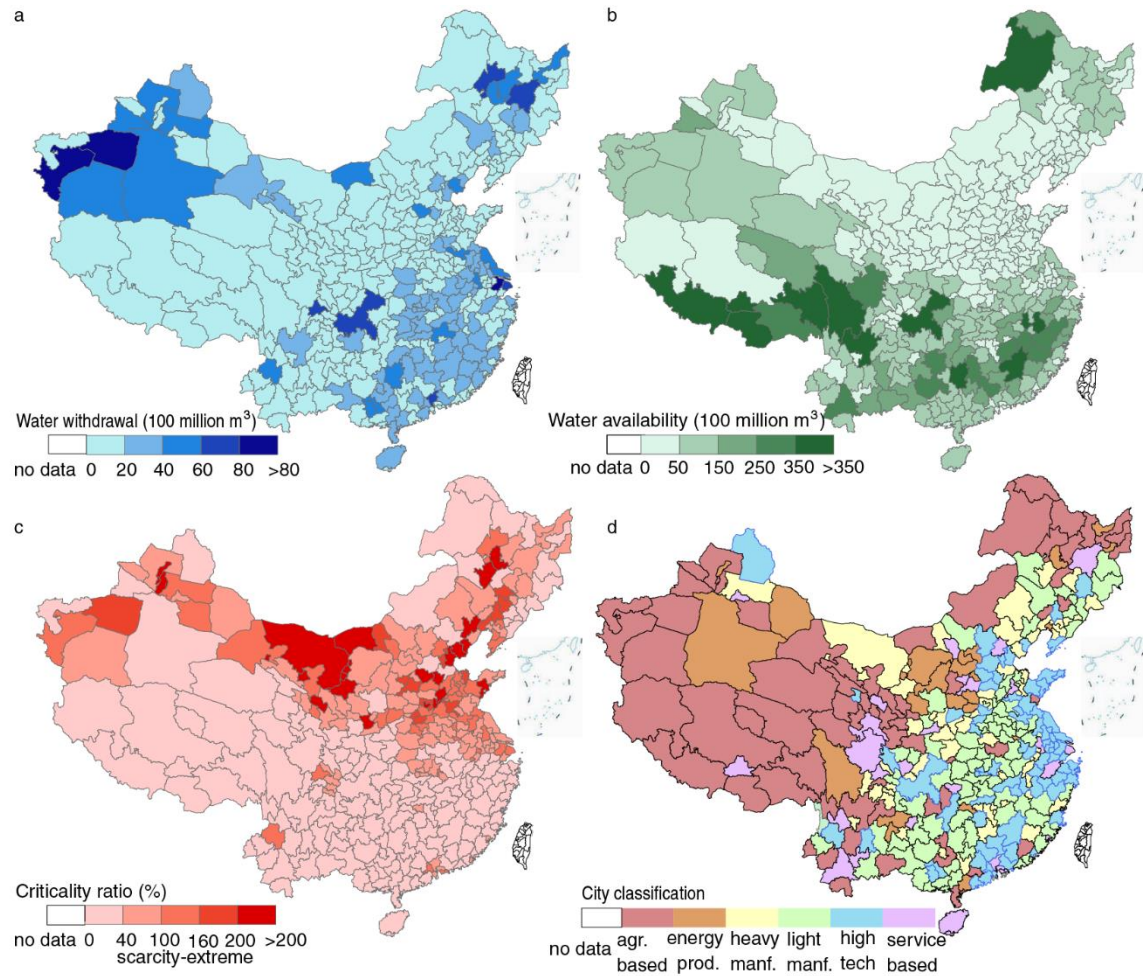 a
b
Water withdrawal (100 million m³)
no data 0 20 40 60 80 >80
Water availability (100 million m³)
no data 0 50 150 250 350 >350
c
d
Criticality ratio (%)
no data 0 40 100 160 200 >200
scarcity-extreme
City classification
no data agr. based energy prod. heavy manf. light manf. high tech service based